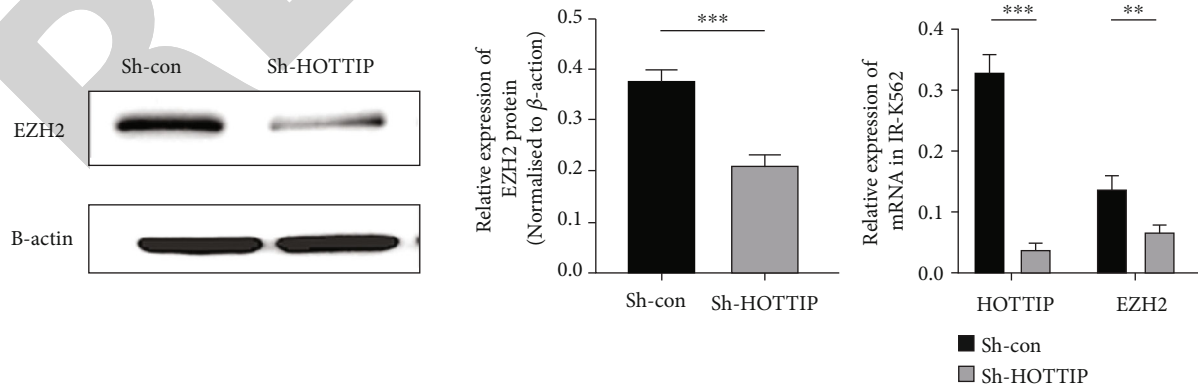 Sh-con Sh-HOTTIP
EZH2
B-actin
Relative expression of
EZH2 protein
(Normalised to β-action)
0.5
0.4
0.3
0.2
0.1
0.0
***
Sh-con Sh-HOTTIP
Relative expression of
mRNA in IR-K562
0.4
0.3
0.2
0.1
0.0
*** **
HOTTIP EZH2
Sh-con
Sh-HOTTIP